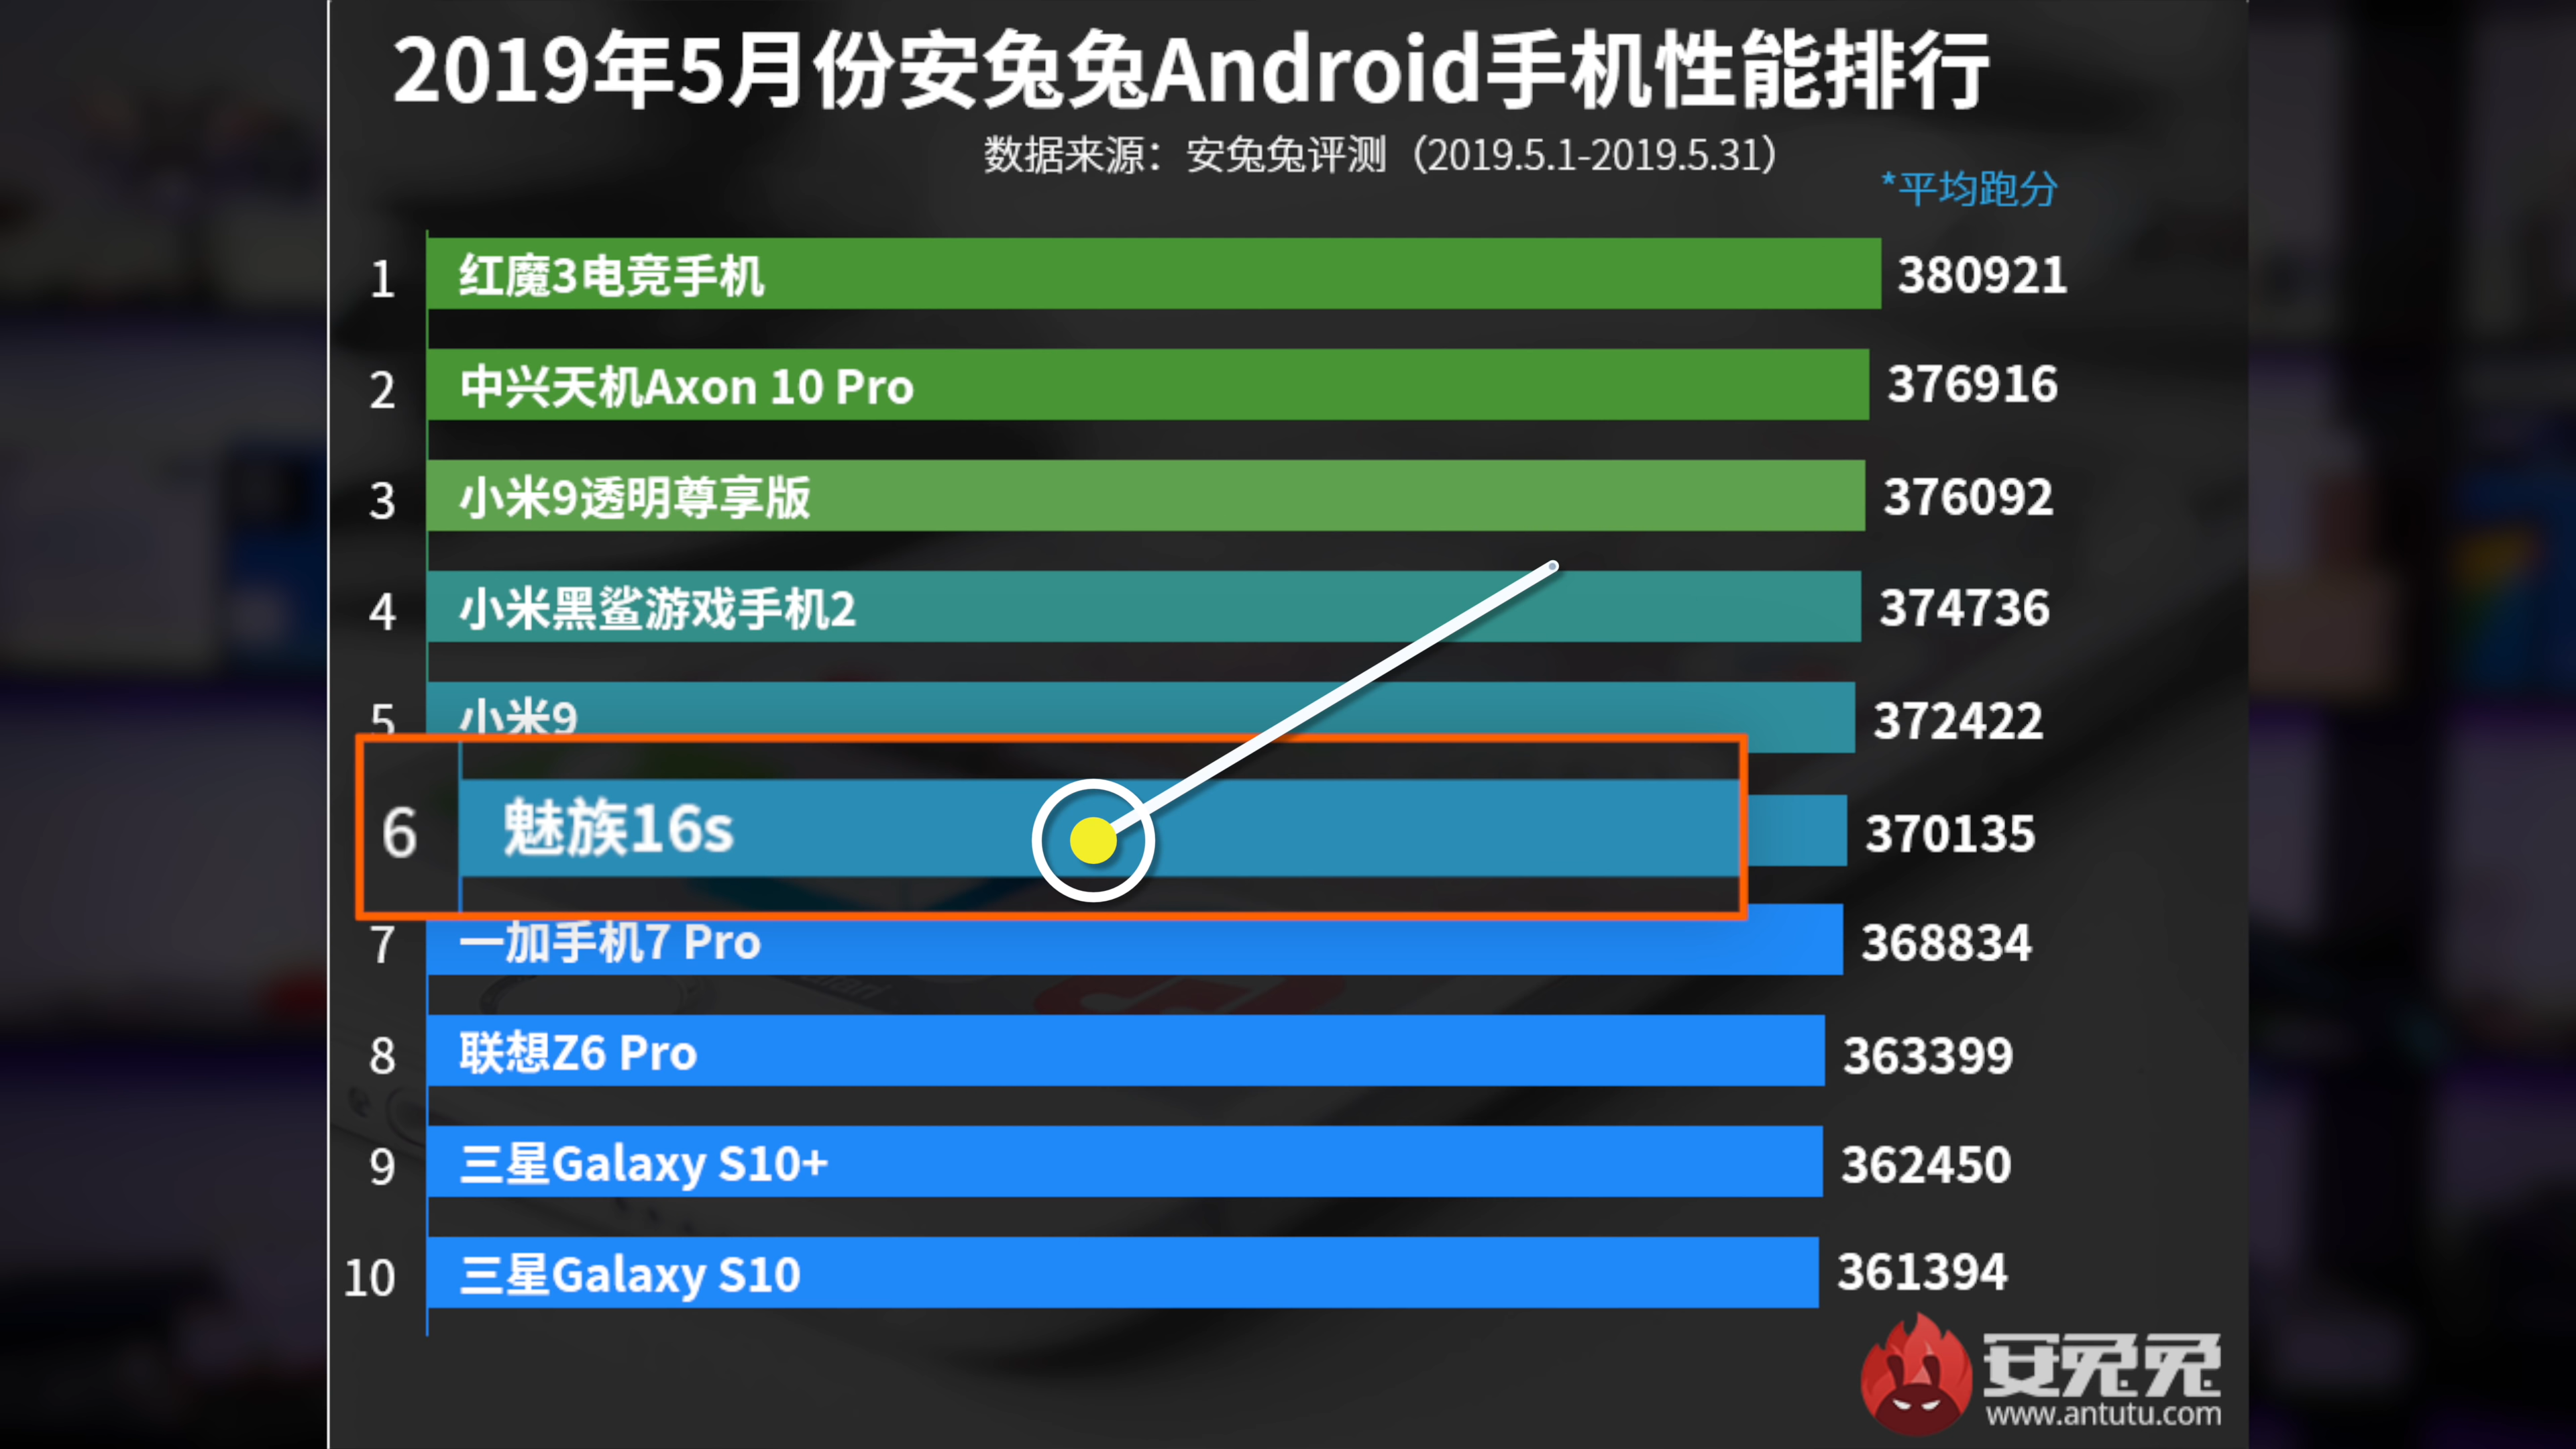 2019年5月份安兔兔Android手机性能排行
数据来源：安兔兔评测（2019.5.1-2019.5.31）
*平均跑分
1 红魔3电竞手机 380921
2 中兴天机Axon 10 Pro 376916
3 小米9透明尊享版 376092
4 小米黑鲨游戏手机2 374736
5 小米9 372422
6 魅族16s 370135
7 一加手机7 Pro 368834
8 联想Z6 Pro 363399
9 三星Galaxy S10+ 362450
10 三星Galaxy S10 361394
安兔兔
www.antutu.com